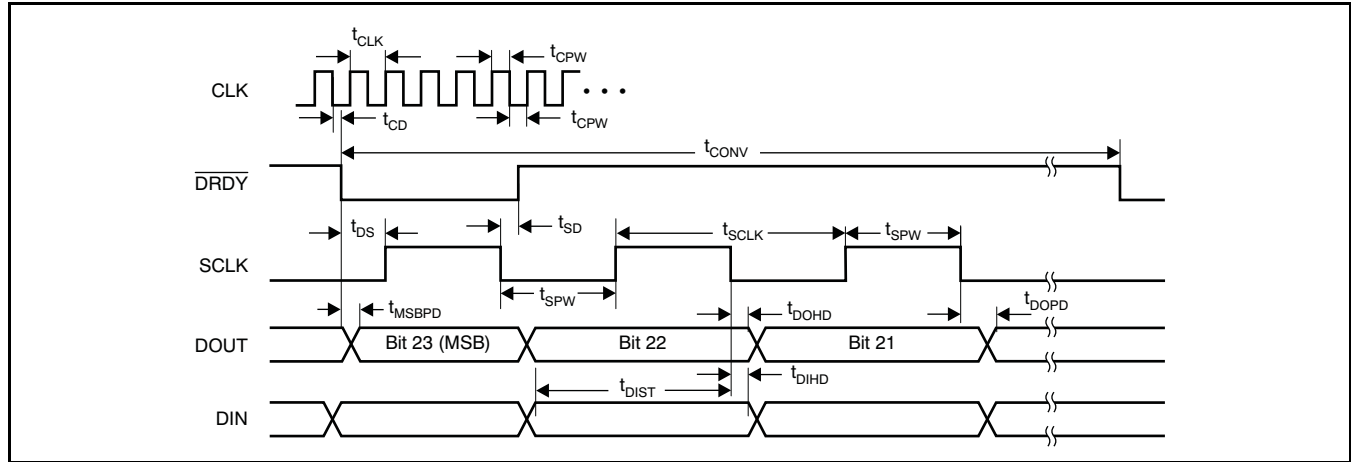 tCLK
tCPW
CLK
• • •
tCD
tCPW
tCONV
DRDY
tDS
tSD
tSCLK
tSPW
SCLK
tSPW
tMSBPD
tDOHD
tDOPD
DOUT
Bit 23 (MSB)
Bit 22
Bit 21
tDIST
tDIHD
DIN